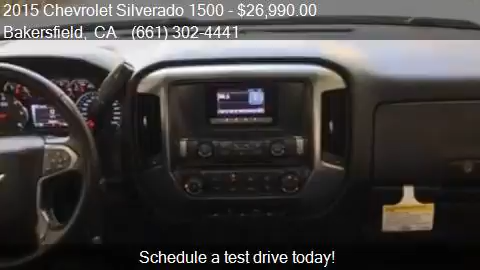 2015 Chevrolet Silverado 1500 - $26,990.00
Bakersfield, CA (661) 302-4441
Schedule a test drive today!